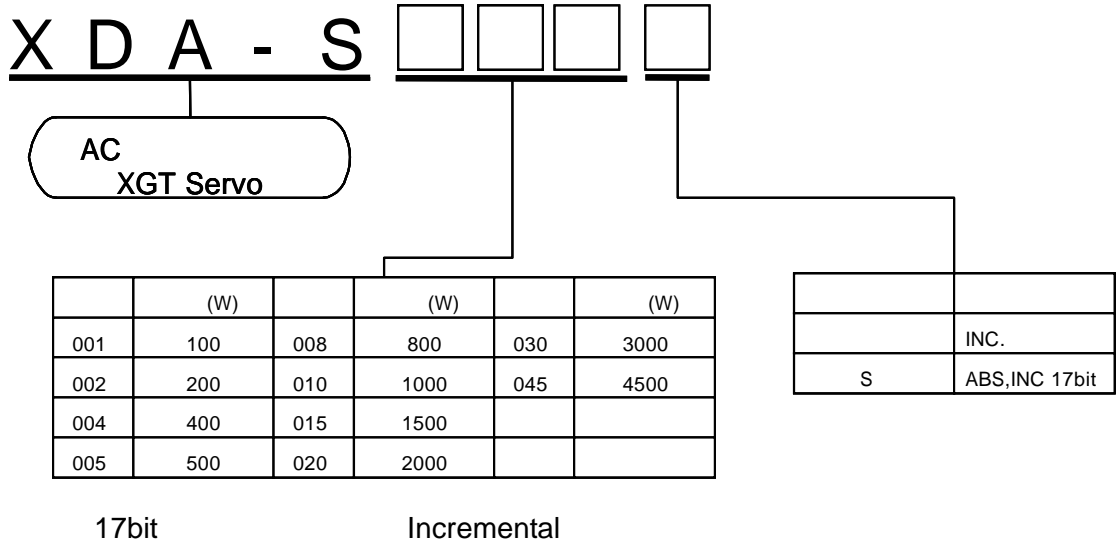 X D A - S □□□ □
AC
XGT Servo
(W) (W) (W)
001 100 008 800 030 3000
002 200 010 1000 045 4500
004 400 015 1500
005 500 020 2000
INC.
S ABS,INC 17bit
17bit Incremental